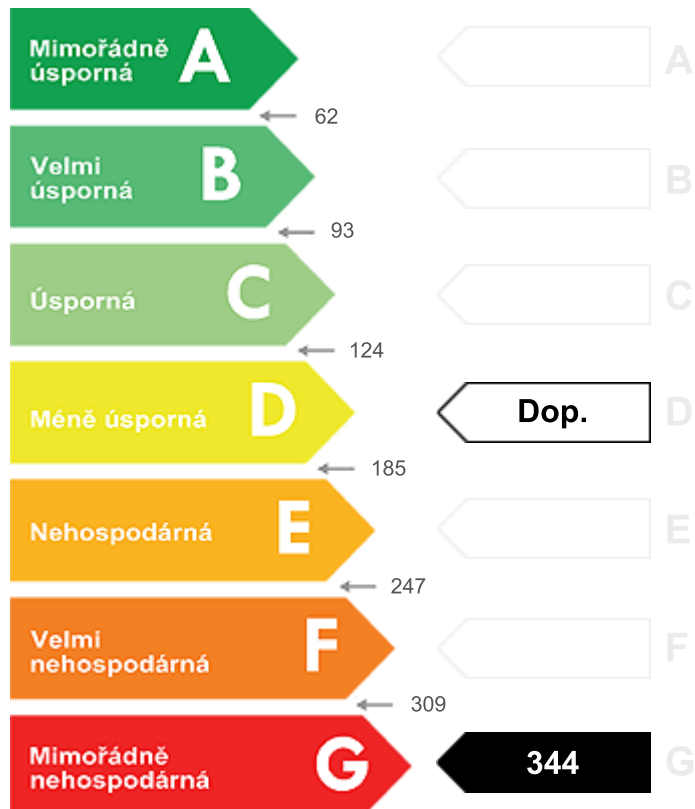 Mimořádně
úsporná
A
A
62
Velmi
úsporná
B
B
93
Úsporná
C
C
124
Méně úsporná
D
Dop.
D
185
Nehospodárná
E
E
247
Velmi
nehospodárná
F
F
309
Mimořádně
nehospodárná
G
344
G